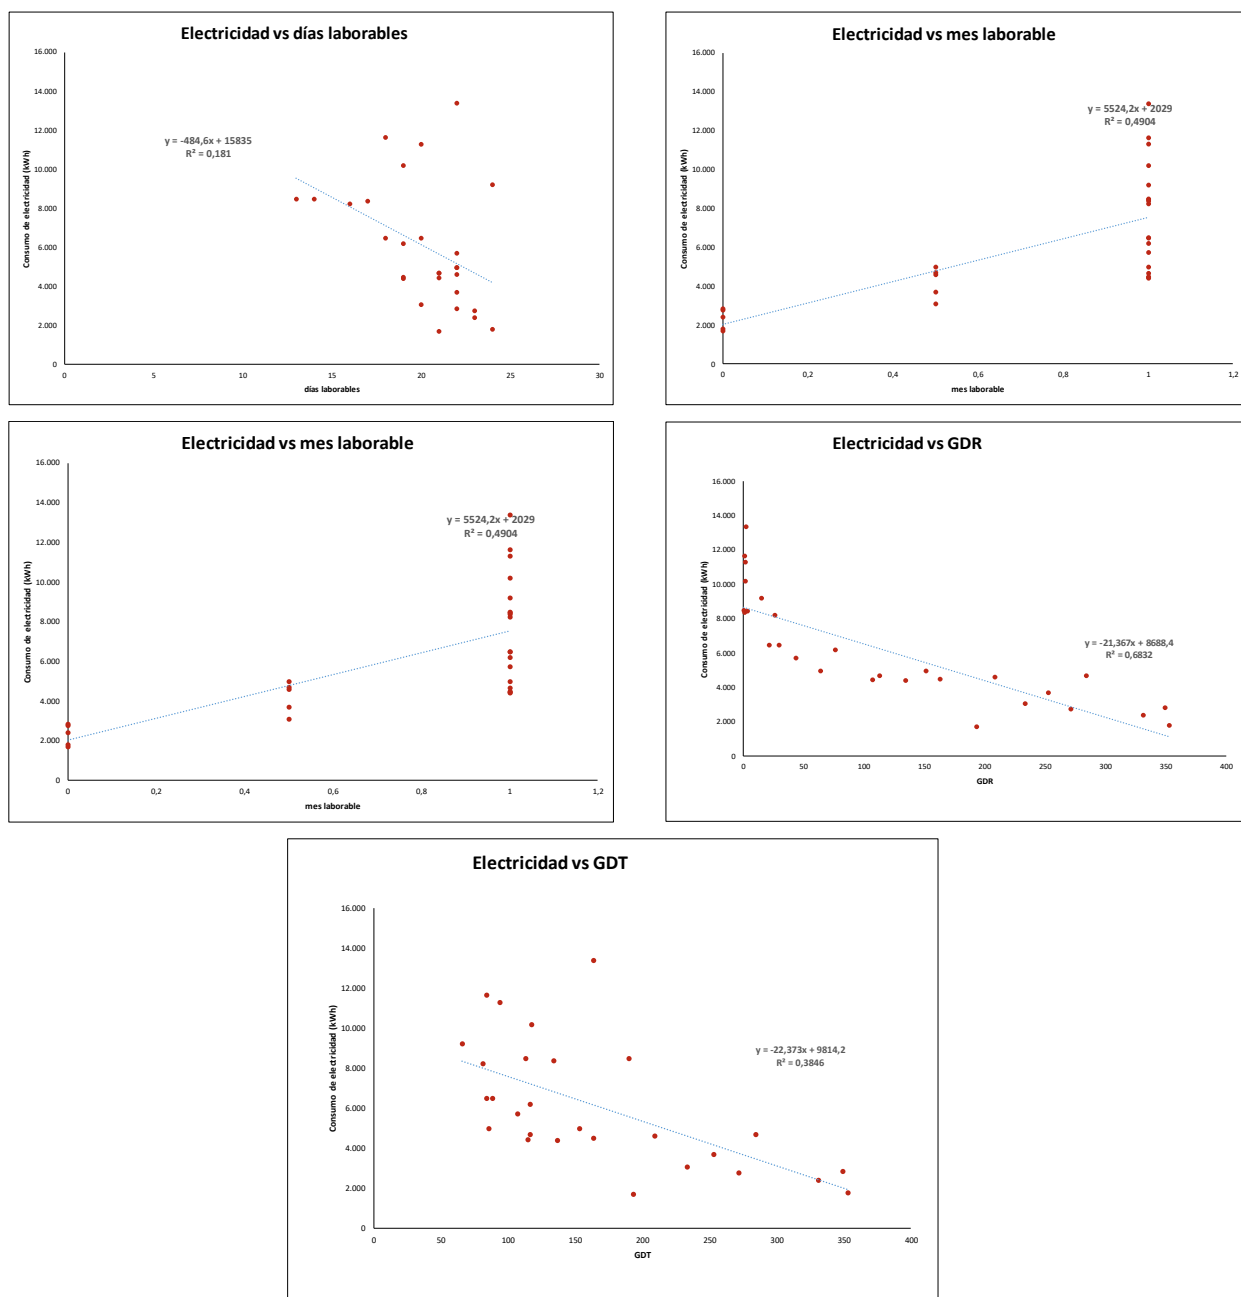 Electricidad vs días laborables
16.000
14.000
12.000
10.000
8.000
6.000
4.000
2.000
0
Consumo de electricidad (kWh)
y = -484,6x + 15835
R² = 0,181
0 5 10 15 20 25 30
días laborables
Electricidad vs mes laborable
16.000
14.000
12.000
10.000
8.000
6.000
4.000
2.000
0
Consumo de electricidad (kWh)
y = 5524,2x + 2029
R² = 0,4904
0 0,2 0,4 0,6 0,8 1 1,2
mes laborable
Electricidad vs mes laborable
16.000
14.000
12.000
10.000
8.000
6.000
4.000
2.000
0
Consumo de electricidad (kWh)
y = 5524,2x + 2029
R² = 0,4904
0 0,2 0,4 0,6 0,8 1 1,2
mes laborable
Electricidad vs GDR
16.000
14.000
12.000
10.000
8.000
6.000
4.000
2.000
0
Consumo de electricidad (kWh)
y = -21,367x + 8688,4
R² = 0,6832
0 50 100 150 200 250 300 350 400
GDR
Electricidad vs GDT
16.000
14.000
12.000
10.000
8.000
6.000
4.000
2.000
0
Consumo de electricidad (kWh)
y = -22,373x + 9814,2
R² = 0,3846
0 50 100 150 200 250 300 350 400
GDT